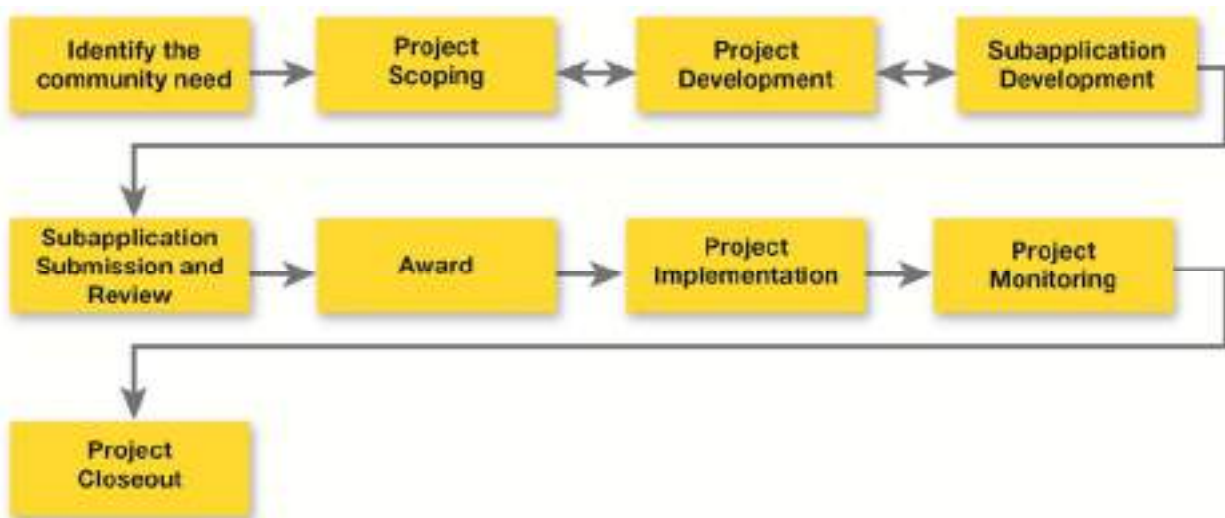 Identify the
community need
Project
Scoping
Project
Development
Subapplication
Development
Subapplication
Submission and
Review
Award
Project
Implementation
Project
Monitoring
Project
Closeout